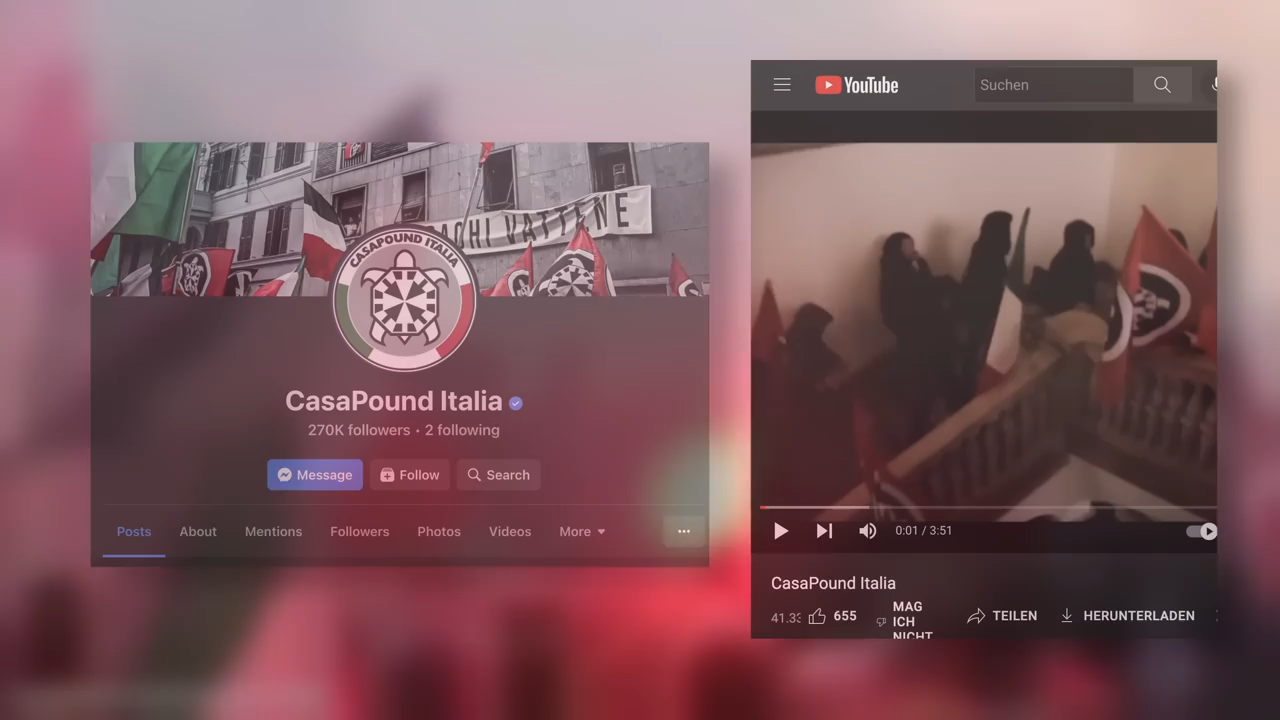 VATTENE
CASAPOUND ITALIA
CasaPound Italia
270K followers • 2 following
Message
Follow
Search
Posts
About
Mentions
Followers
Photos
Videos
More
YouTube
Suchen
0:01 / 3:51
CasaPound Italia
655
MAG
ICH
NICHT
TEILEN
HERUNTERLADEN